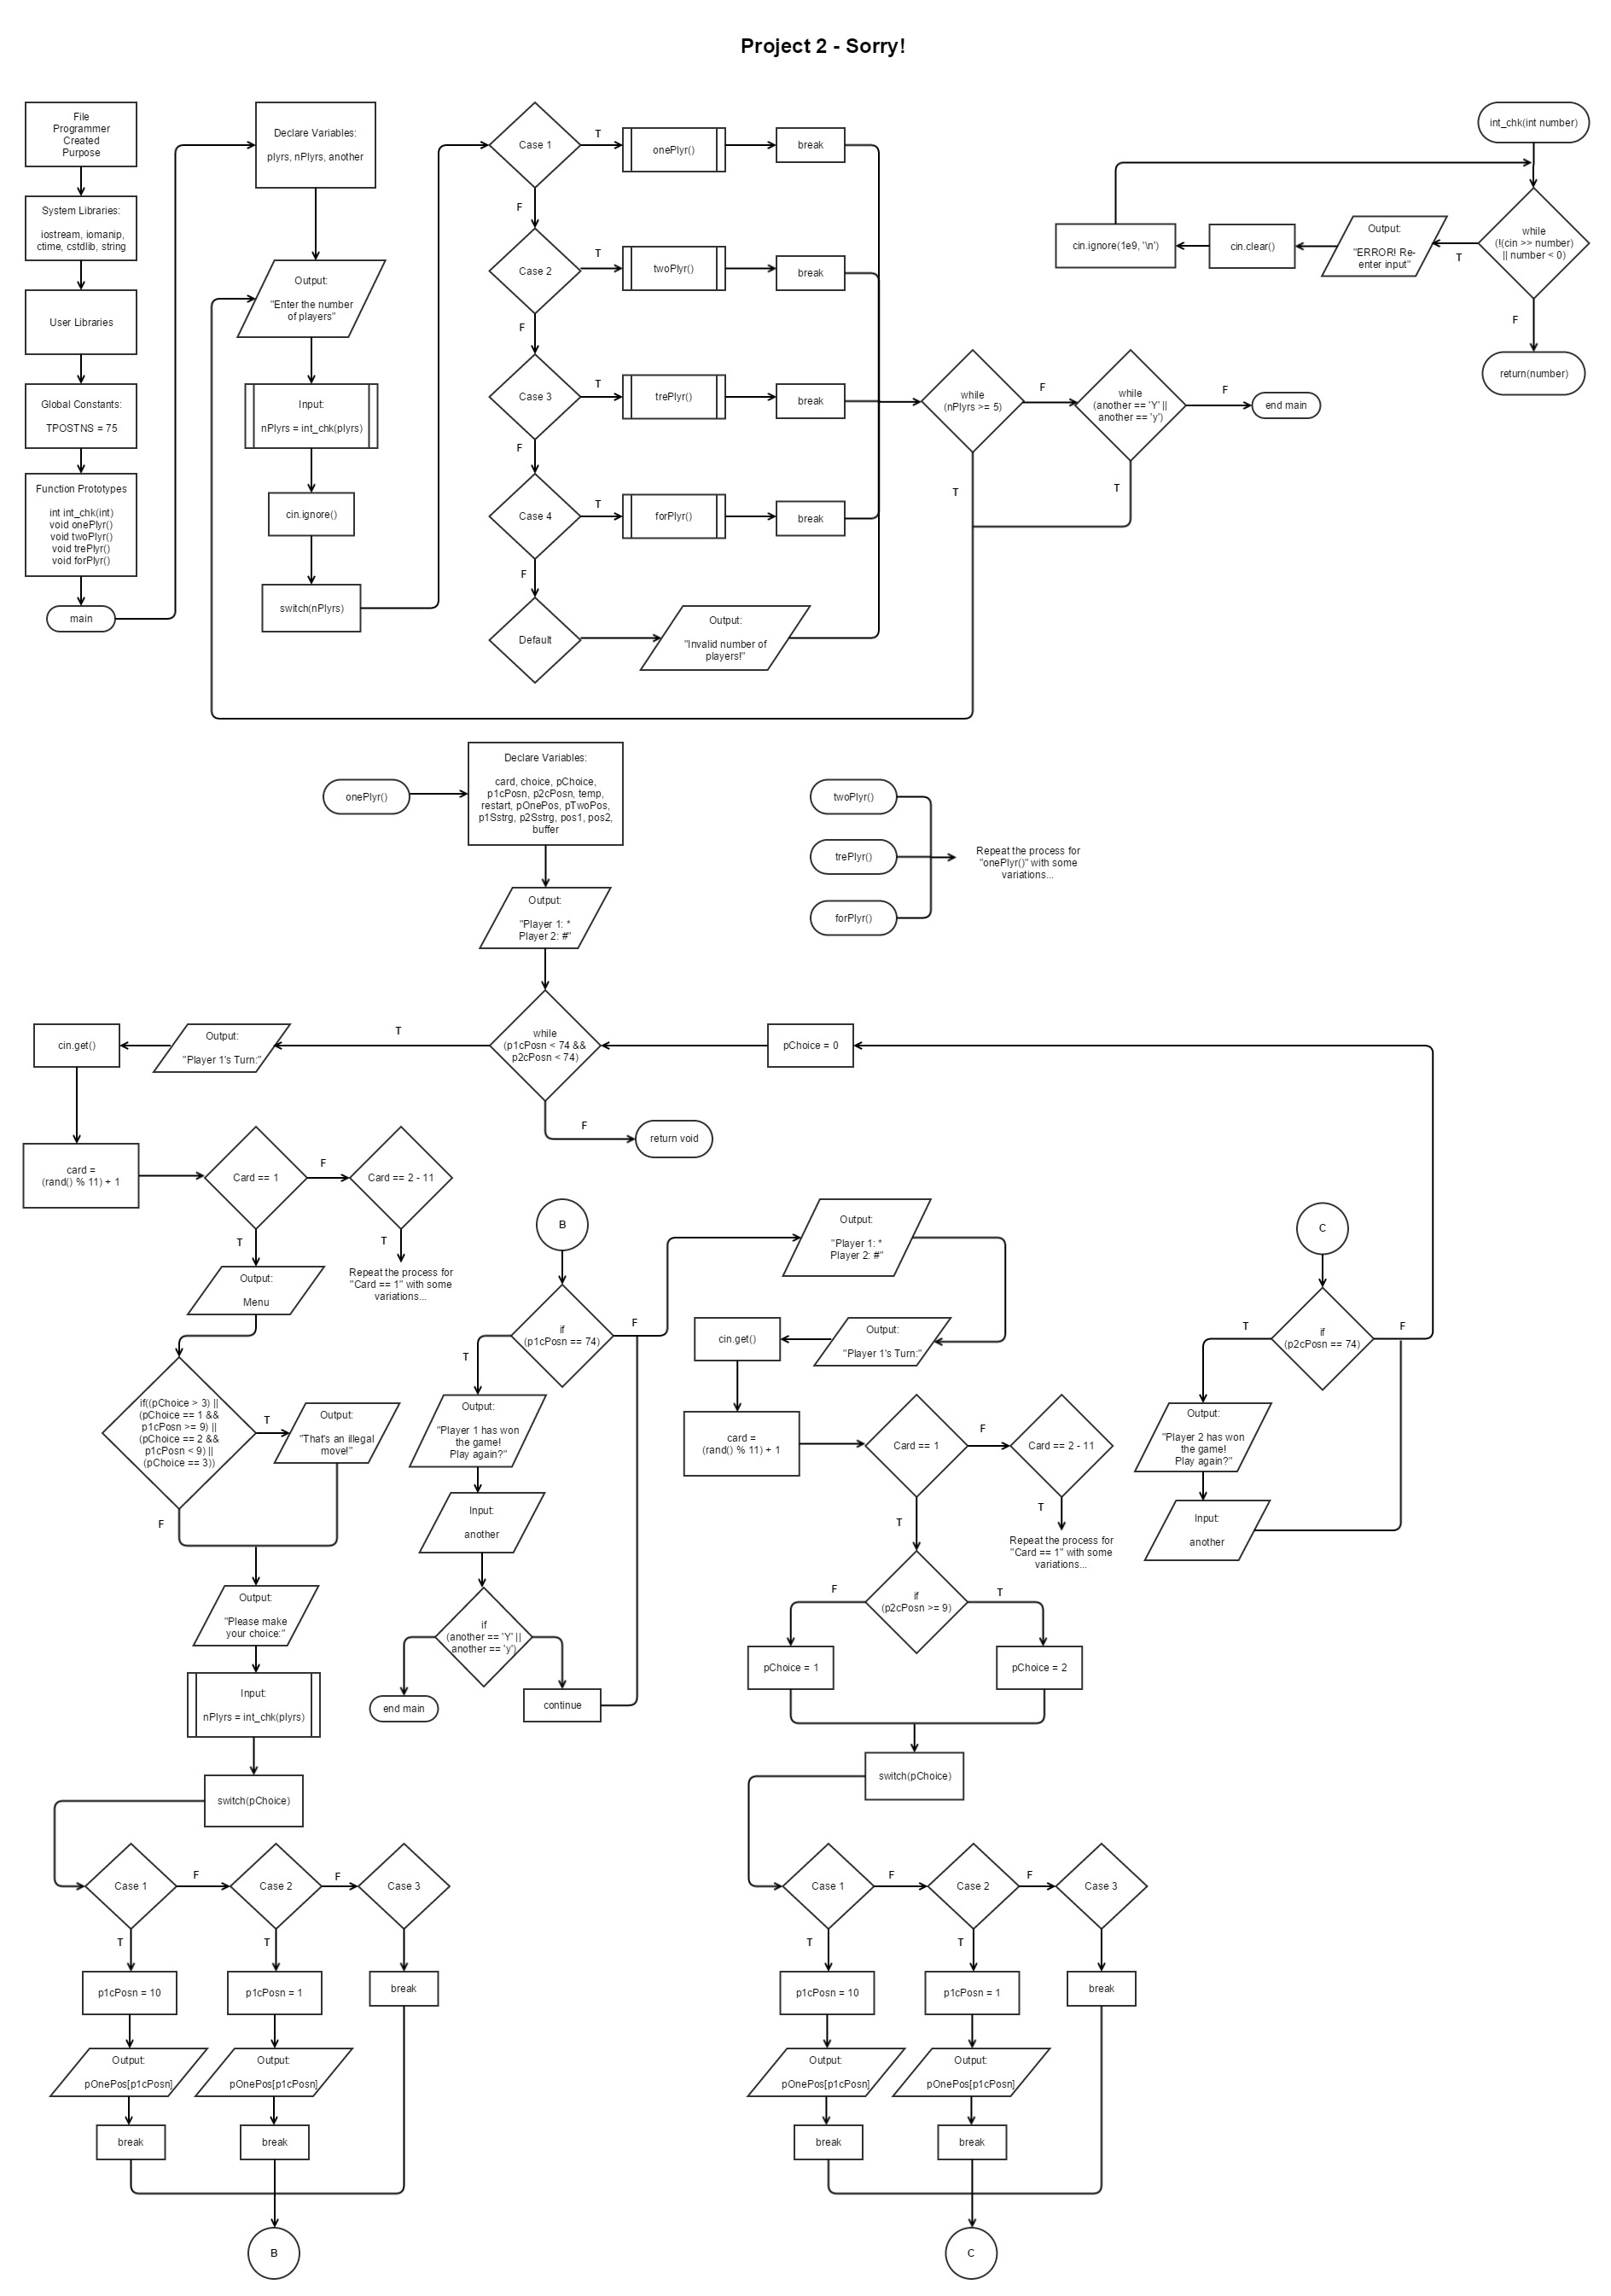 Project 2 - Sorry!
File
Programmer
Created
Purpose
System Libraries:
iostream, iomanip,
ctime, cstdlib, string
User Libraries
Global Constants:
TPOSTNS = 75
Function Prototypes
int int_chk(int)
void onePlyr()
void twoPlyr()
void trePlyr()
void forPlyr()
main
Declare Variables:
plyrs, nPlyrs, another
Output:
"Enter the number
of players"
Input:
nPlyrs = int_chk(plyrs)
cin.ignore()
switch(nPlyrs)
Case 1
T
onePlyr()
break
F
Case 2
T
twoPlyr()
break
F
Case 3
T
trePlyr()
break
F
Case 4
T
forPlyr()
break
F
Default
Output:
"Invalid number of
players!"
while
(nPlyrs >= 5)
F
T
while
(another == 'Y' ||
another == 'y')
F
T
end main
int_chk(int number)
while
(!(cin >> number)
|| number < 0)
T
Output:
"ERROR! Re-
enter input"
cin.clear()
cin.ignore(1e9, '\n')
F
return(number)
onePlyr()
Declare Variables:
card, choice, pChoice,
p1cPosn, p2cPosn, temp,
restart, pOnePos, pTwoPos,
p1Sstrg, p2Sstrg, pos1, pos2,
buffer
Output:
"Player 1: *
Player 2: #"
twoPlyr()
trePlyr()
forPlyr()
Repeat the process for
"onePlyr()" with some
variations...
while
(p1cPosn < 74 &&
p2cPosn < 74)
T
F
return void
pChoice = 0
Output:
"Player 1's Turn:"
cin.get()
card =
(rand() % 11) + 1
Card == 1
F
Card == 2 - 11
T
Repeat the process for
"Card == 1" with some
variations...
T
Output:
Menu
if((pChoice > 3) ||
(pChoice == 1 &&
p1cPosn >= 9) ||
(pChoice == 2 &&
p1cPosn < 9) ||
(pChoice == 3))
T
Output:
"That's an illegal
move!"
F
Output:
"Please make
your choice:"
Input:
nPlyrs = int_chk(plyrs)
switch(pChoice)
Case 1
F
Case 2
F
Case 3
T
T
p1cPosn = 10
p1cPosn = 1
break
Output:
pOnePos[p1cPosn]
Output:
pOnePos[p1cPosn]
break
break
B
B
if
(p1cPosn == 74)
F
T
Output:
"Player 1 has won
the game!
Play again?"
Input:
another
if
(another == 'Y' ||
another == 'y')
end main
continue
Output:
"Player 1: *
Player 2: #"
Output:
"Player 1's Turn:"
cin.get()
card =
(rand() % 11) + 1
Card == 1
F
Card == 2 - 11
T
Repeat the process for
"Card == 1" with some
variations...
T
if
(p2cPosn >= 9)
F
T
pChoice = 1
pChoice = 2
switch(pChoice)
Case 1
F
Case 2
F
Case 3
T
T
p1cPosn = 10
p1cPosn = 1
break
Output:
pOnePos[p1cPosn]
Output:
pOnePos[p1cPosn]
break
break
C
C
if
(p2cPosn == 74)
T
F
Output:
"Player 2 has won
the game!
Play again?"
Input:
another